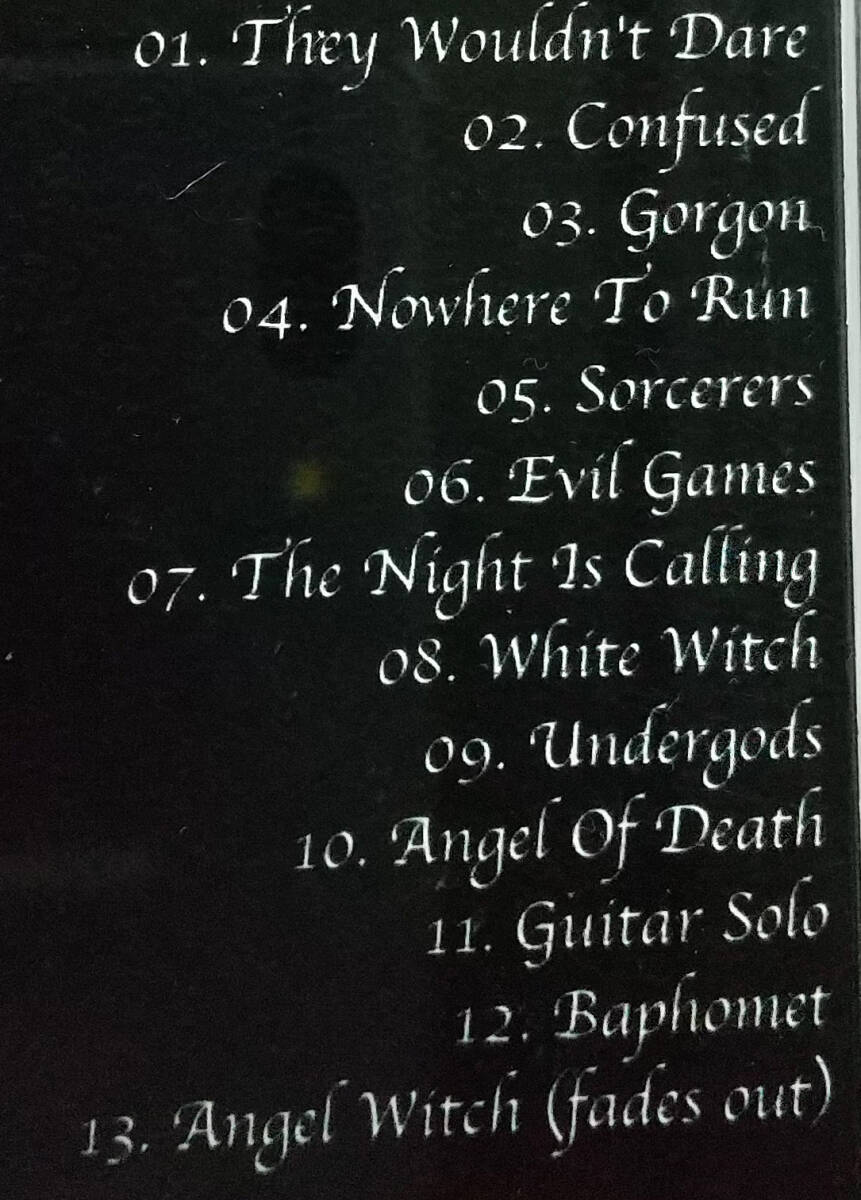 01. They Wouldn't Dare
02. Confused
03. Gorgon
04. Nowhere To Run
05. Sorcerers
06. Evil Games
07. The Night Is Calling
08. White Witch
09. Undergods
10. Angel Of Death
11. Guitar Solo
12. Baphomet
13. Angel Witch (fades out)